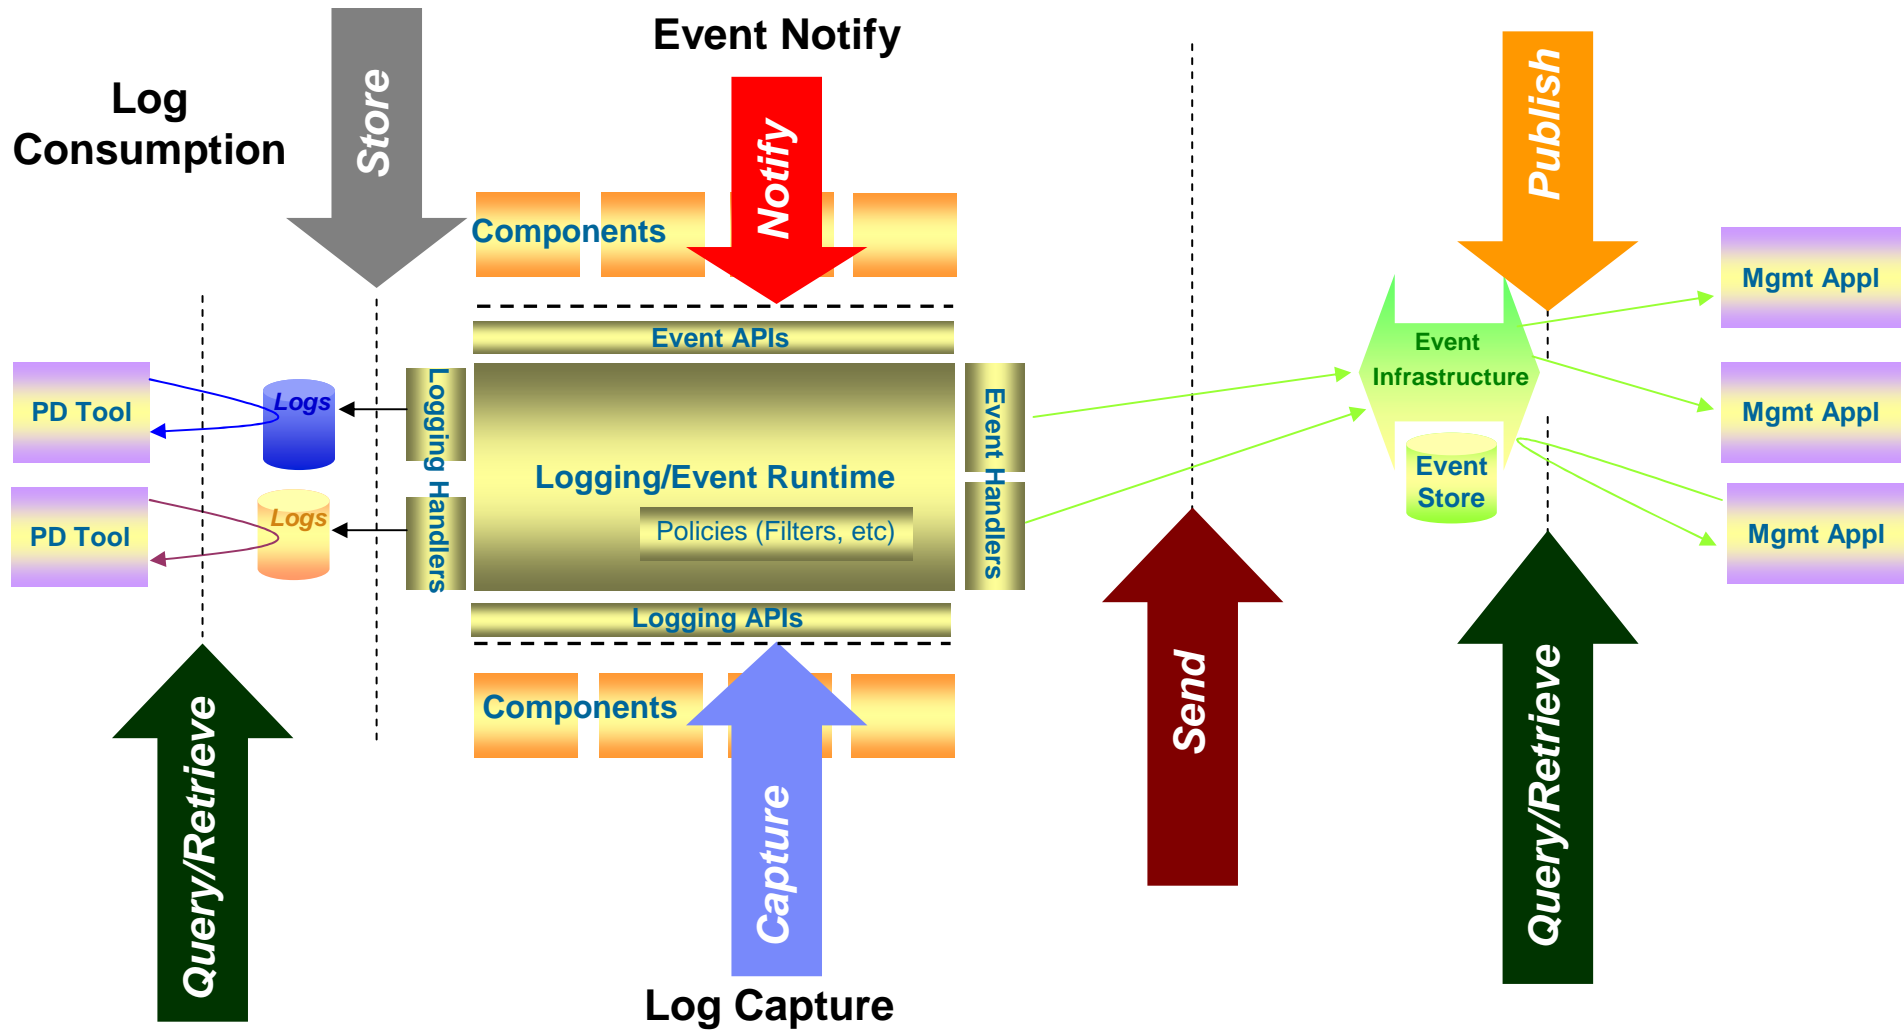 Event Notify
Log
Consumption
Store
Notify
Publish
Components
Mgmt Appl
Event APIs
Event
Infrastructure
PD Tool
Logs
Logging Handlers
Event Handlers
Mgmt Appl
Logging/Event Runtime
Event
Store
PD Tool
Logs
Policies (Filters, etc)
Mgmt Appl
Logging APIs
Components
Query/Retrieve
Capture
Send
Query/Retrieve
Log Capture